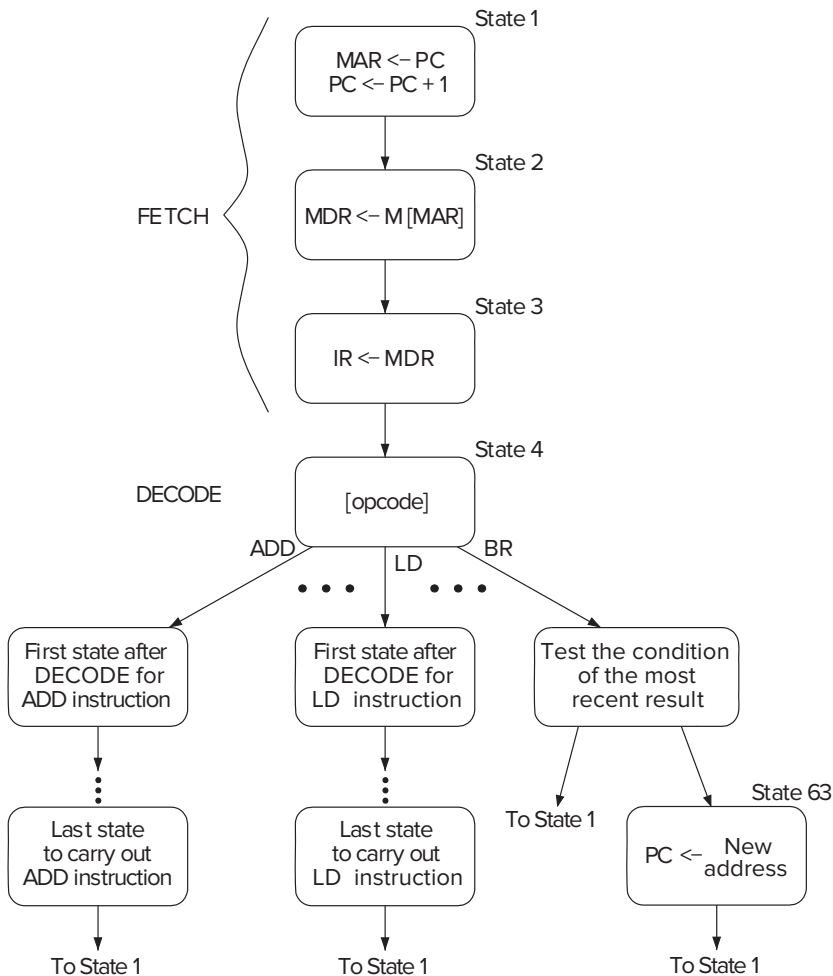 State 1
MAR <– PC
PC <– PC + 1
State 2
FETCH
MDR <– M [MAR]
State 3
IR <– MDR
State 4
DECODE
[opcode]
ADD
LD
BR
First state after
DECODE for
ADD instruction
First state after
DECODE for
LD instruction
Test the condition
of the most
recent result
To State 1
State 63
Last state
to carry out
ADD instruction
Last state
to carry out
LD instruction
PC <– New
address
To State 1
To State 1
To State 1